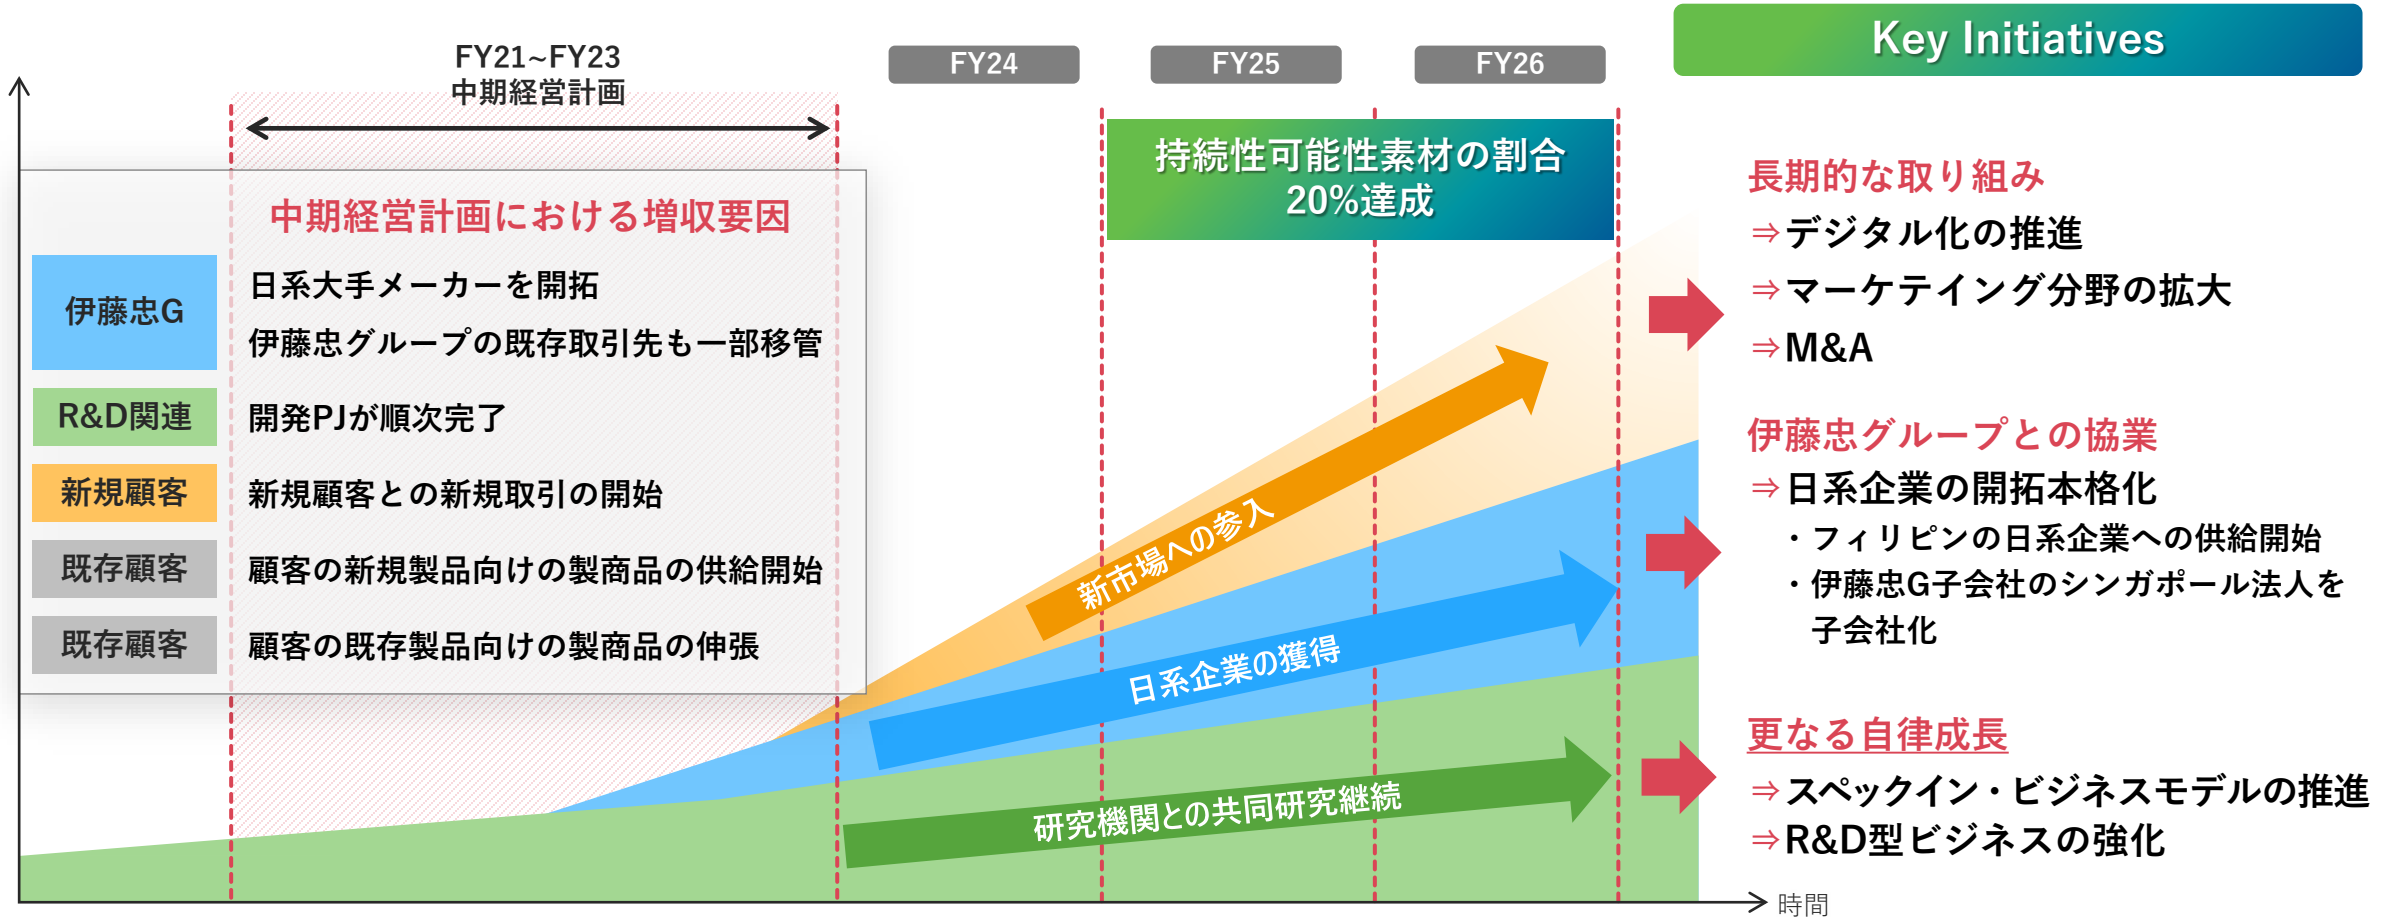 FY21~FY23
中期経営計画
FY24
FY25
FY26
Key Initiatives
持続性可能性素材の割合
20%達成
中期経営計画における増収要因
伊藤忠G
日系大手メーカーを開拓
伊藤忠グループの既存取引先も一部移管
R&D関連
開発PJが順次完了
新規顧客
新規顧客との新規取引の開始
既存顧客
顧客の新規製品向けの製商品の供給開始
既存顧客
顧客の既存製品向けの製商品の伸張
新市場への参入
日系企業の獲得
研究機関との共同研究継続
時間
長期的な取り組み
⇒デジタル化の推進
⇒マーケテイング分野の拡大
⇒M&A
伊藤忠グループとの協業
⇒日系企業の開拓本格化
・フィリピンの日系企業への供給開始
・伊藤忠G子会社のシンガポール法人を
子会社化
更なる自律成長
⇒スペックイン・ビジネスモデルの推進
⇒R&D型ビジネスの強化